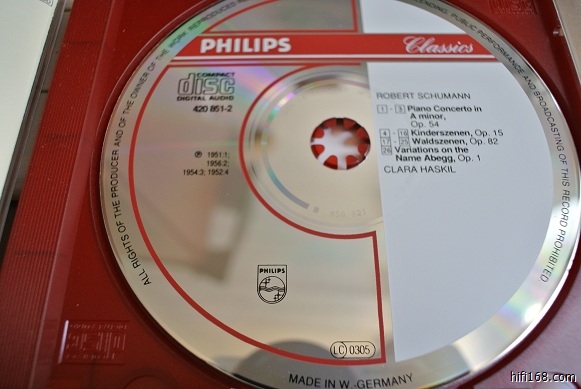 PHILIPS
Classics
COMPACT
disc
DIGITAL AUDIO
420 851-2
ROBERT SCHUMANN
1 - 3 Piano Concerto in
A minor,
Op. 54
4 - 16 Kinderszenen, Op. 15
17 - 25 Waldszenen, Op. 82
26 Variations on the
Name Abegg, Op. 1
CLARA HASKIL
℗ 1951:1;
1956:2;
1954:3; 1952:4
PHILIPS
LC 0305
ALL RIGHTS OF THE PRODUCER AND OF THE OWNER OF THE WORK REPRODUCED RES
ENDING, PUBLIC PERFORMANCE AND BROADCASTING OF THIS RECORD PROHIBITED
MADE IN W.-GERMANY
hifi168.com